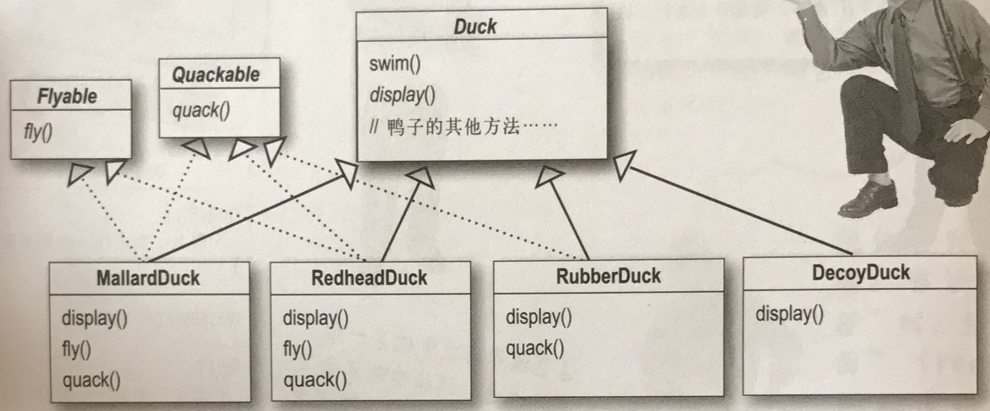 Duck
swim()
display()
// 鸭子的其他方法……
Quackable
quack()
Flyable
fly()
MallardDuck
display()
fly()
quack()
RedheadDuck
display()
fly()
quack()
RubberDuck
display()
quack()
DecoyDuck
display()